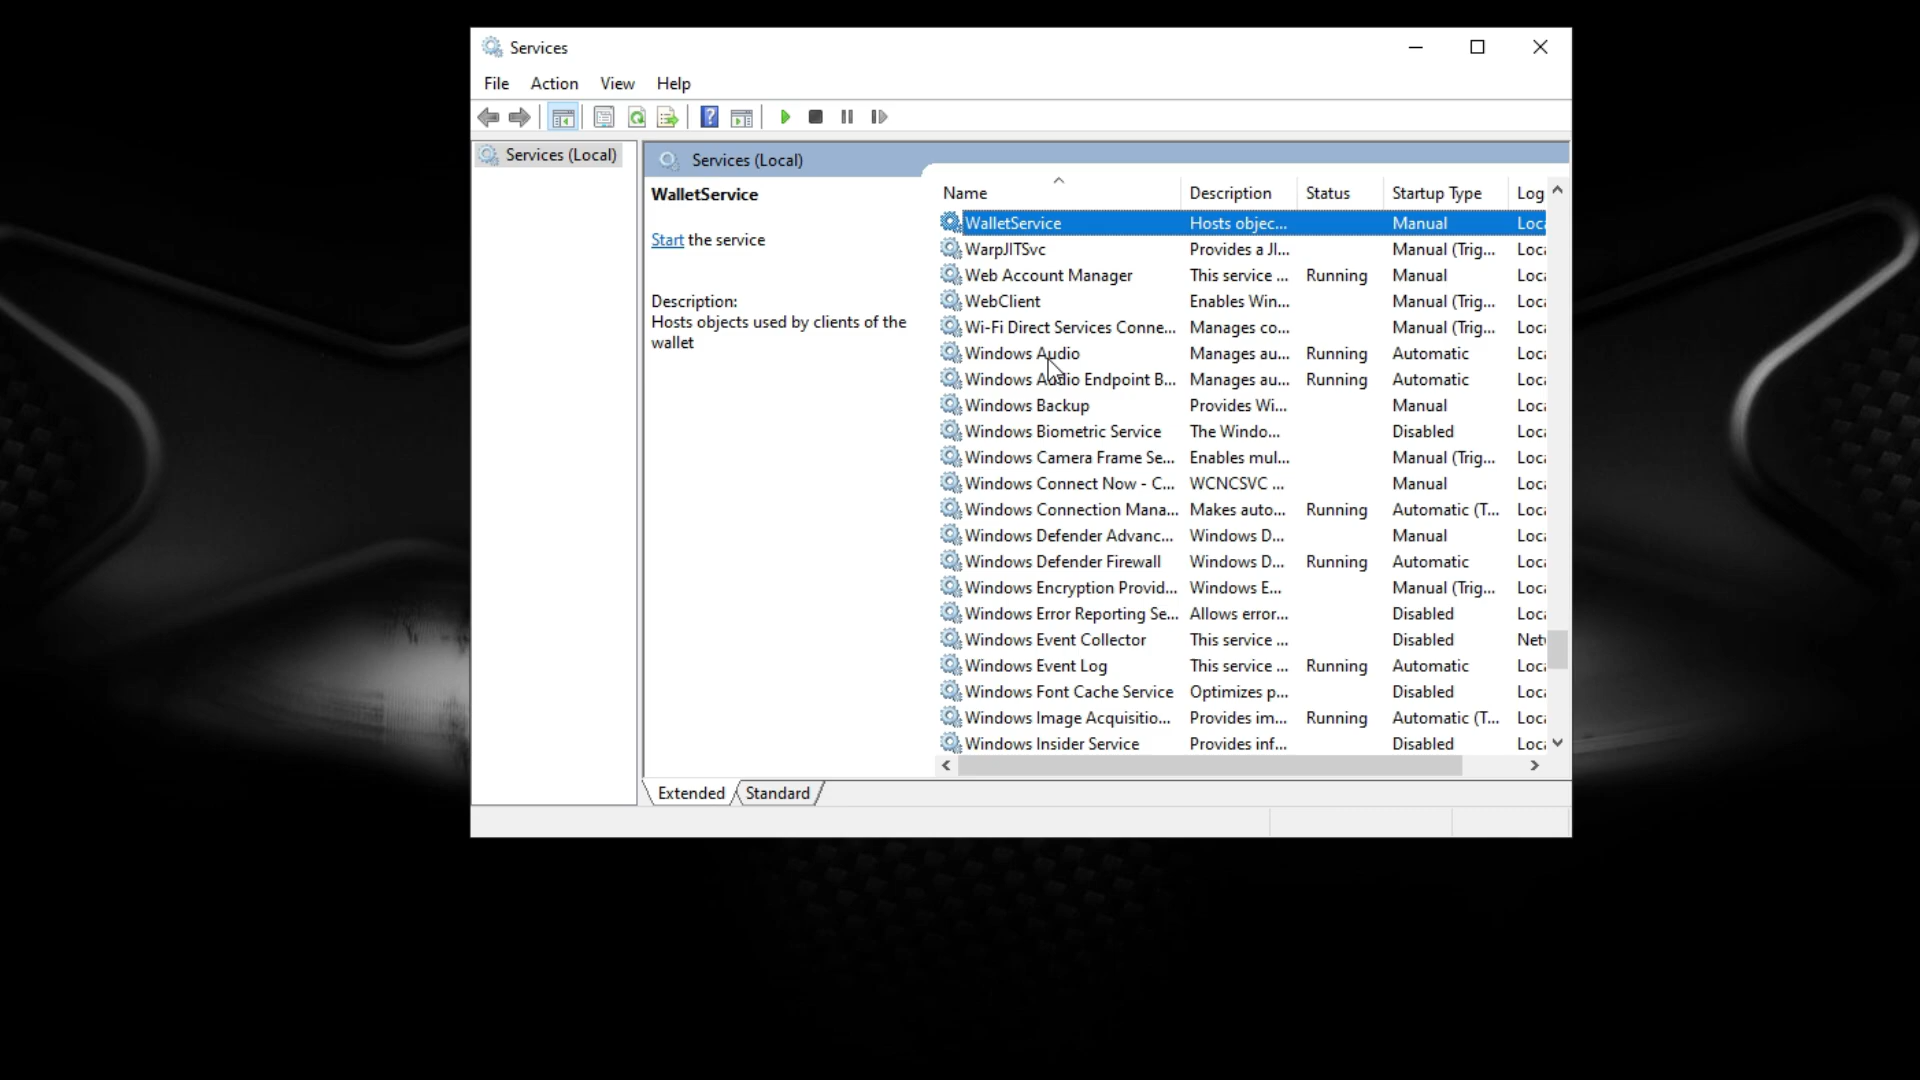 Services
File Action View Help
Services (Local)
Services (Local)
WalletService
Start the service
Description:
Hosts objects used by clients of the
wallet
Name Description Status Startup Type Log
WalletService Hosts objec... Manual Loc
WarpJITSvc Provides a JI... Manual (Trig... Loc
Web Account Manager This service ... Running Manual Loc
WebClient Enables Win... Manual (Trig... Loc
Wi-Fi Direct Services Conne... Manages co... Manual (Trig... Loc
Windows Audio Manages au... Running Automatic Loc
Windows Audio Endpoint B... Manages au... Running Automatic Loc
Windows Backup Provides Wi... Manual Loc
Windows Biometric Service The Windo... Disabled Loc
Windows Camera Frame Se... Enables mul... Manual (Trig... Loc
Windows Connect Now - C... WCNCSVC ... Manual Loc
Windows Connection Mana... Makes auto... Running Automatic (T... Loc
Windows Defender Advanc... Windows D... Manual Loc
Windows Defender Firewall Windows D... Running Automatic Loc
Windows Encryption Provid... Windows E... Manual (Trig... Loc
Windows Error Reporting Se... Allows error... Disabled Loc
Windows Event Collector This service ... Disabled Net
Windows Event Log This service ... Running Automatic Loc
Windows Font Cache Service Optimizes p... Disabled Loc
Windows Image Acquisitio... Provides im... Running Automatic (T... Loc
Windows Insider Service Provides inf... Disabled Loc
Extended Standard